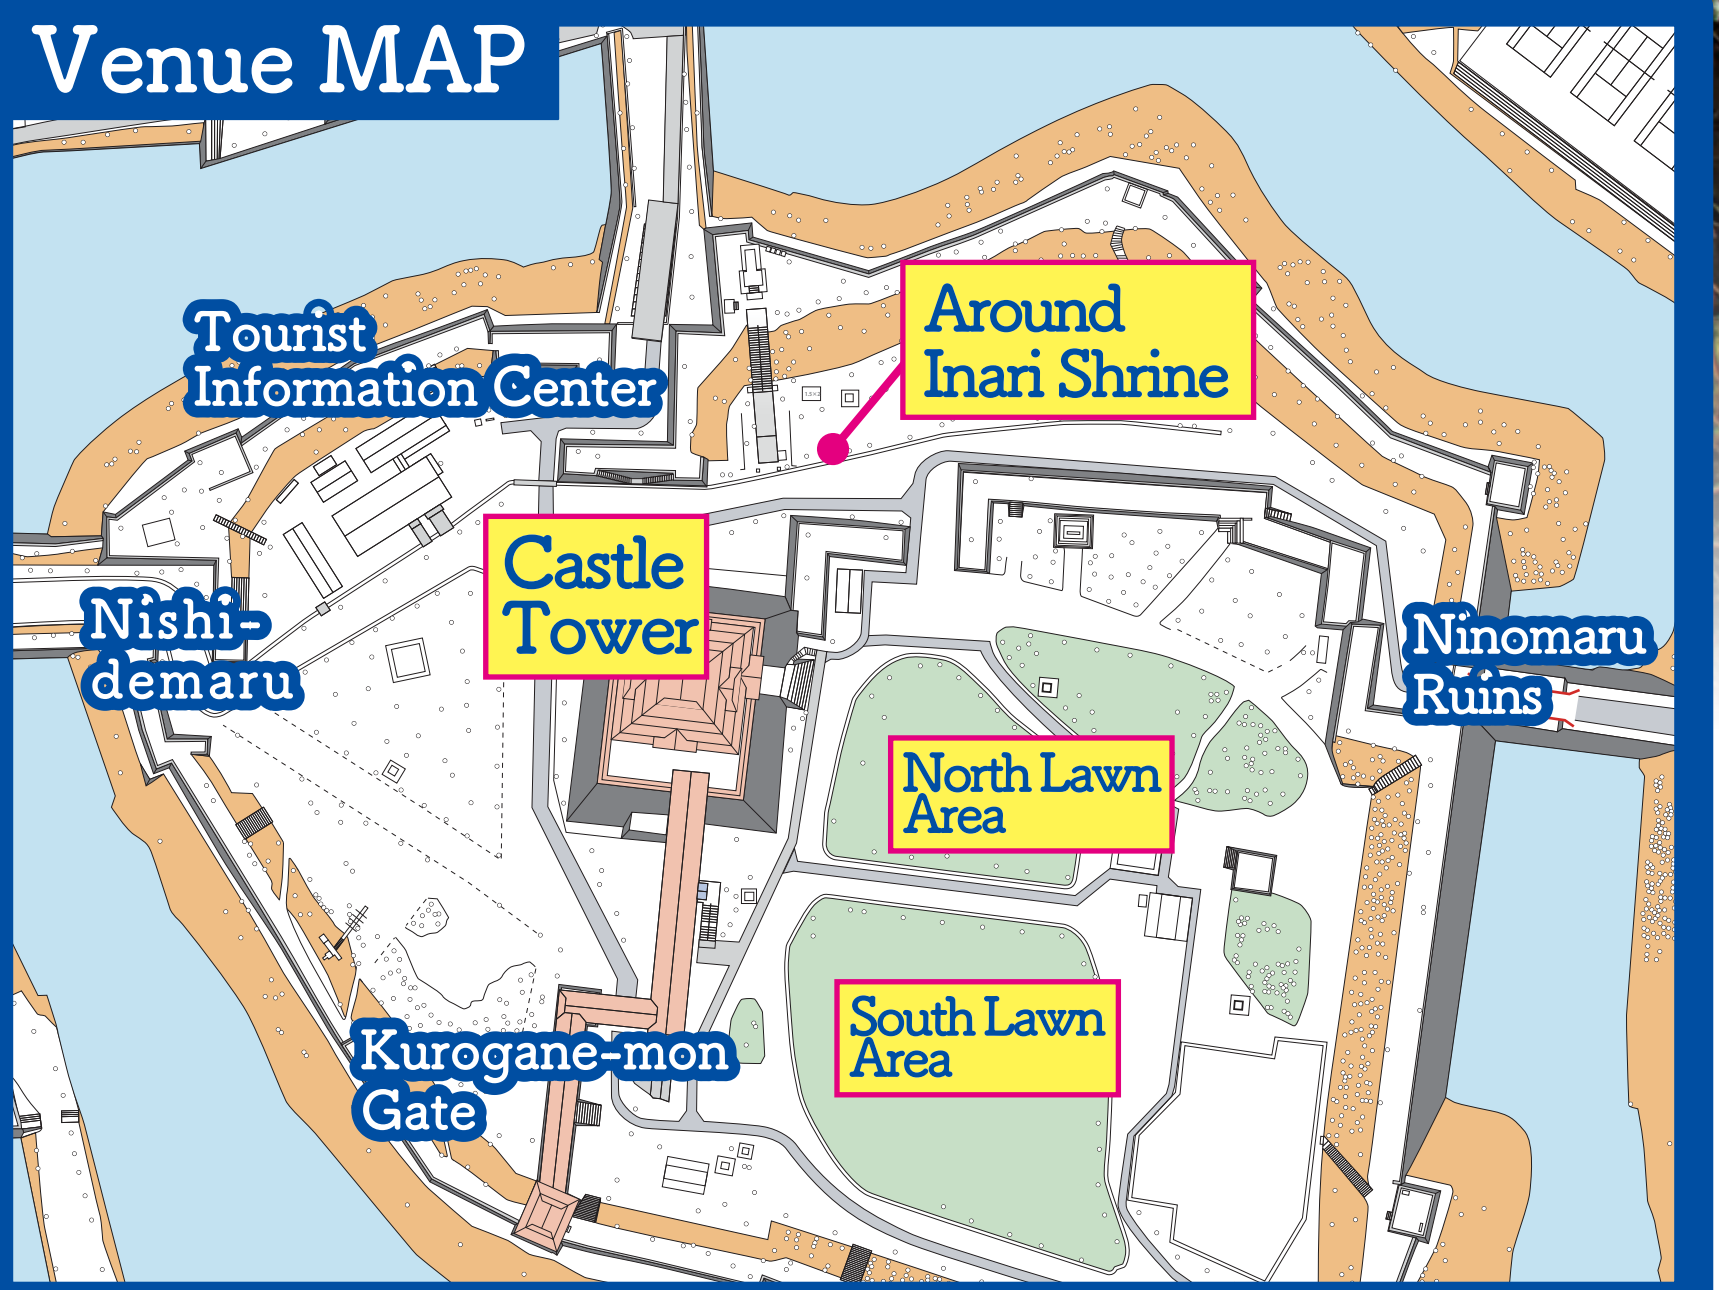 Venue MAP
Around
Inari Shrine
Tourist
Information Center
Castle
Tower
Nishi-
demaru
Ninomaru
Ruins
North Lawn
Area
South Lawn
Area
Kurogane-mon
Gate